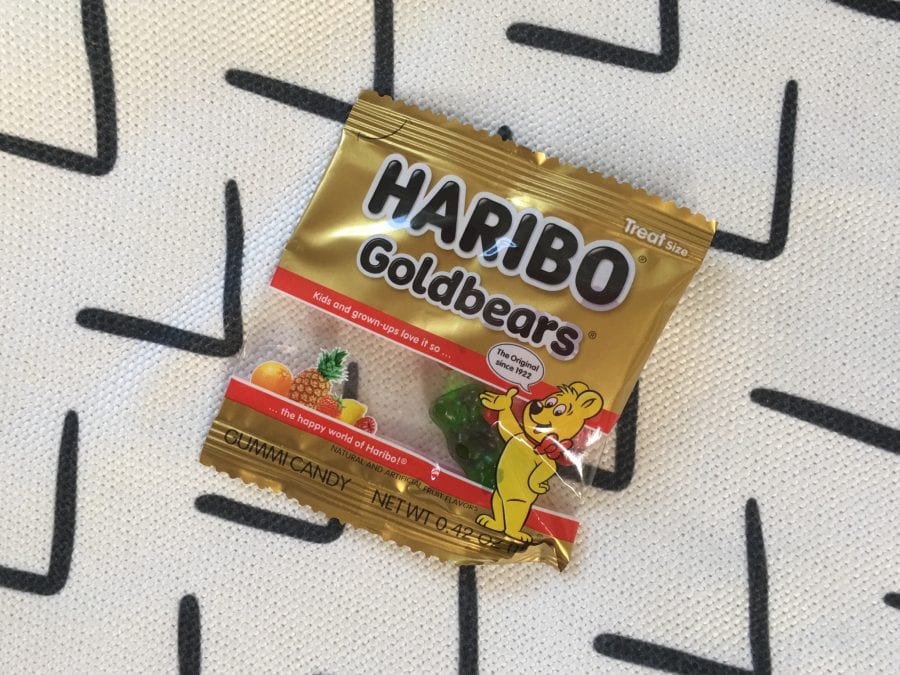 HARIBO®
Treat size
Goldbears®
Kids and grown-ups love it so ...
The Original
since 1922
... the happy world of Haribo!®
GUMMI CANDY
NATURAL AND ARTIFICIAL FRUIT FLAVORS
NET WT 0.42 OZ